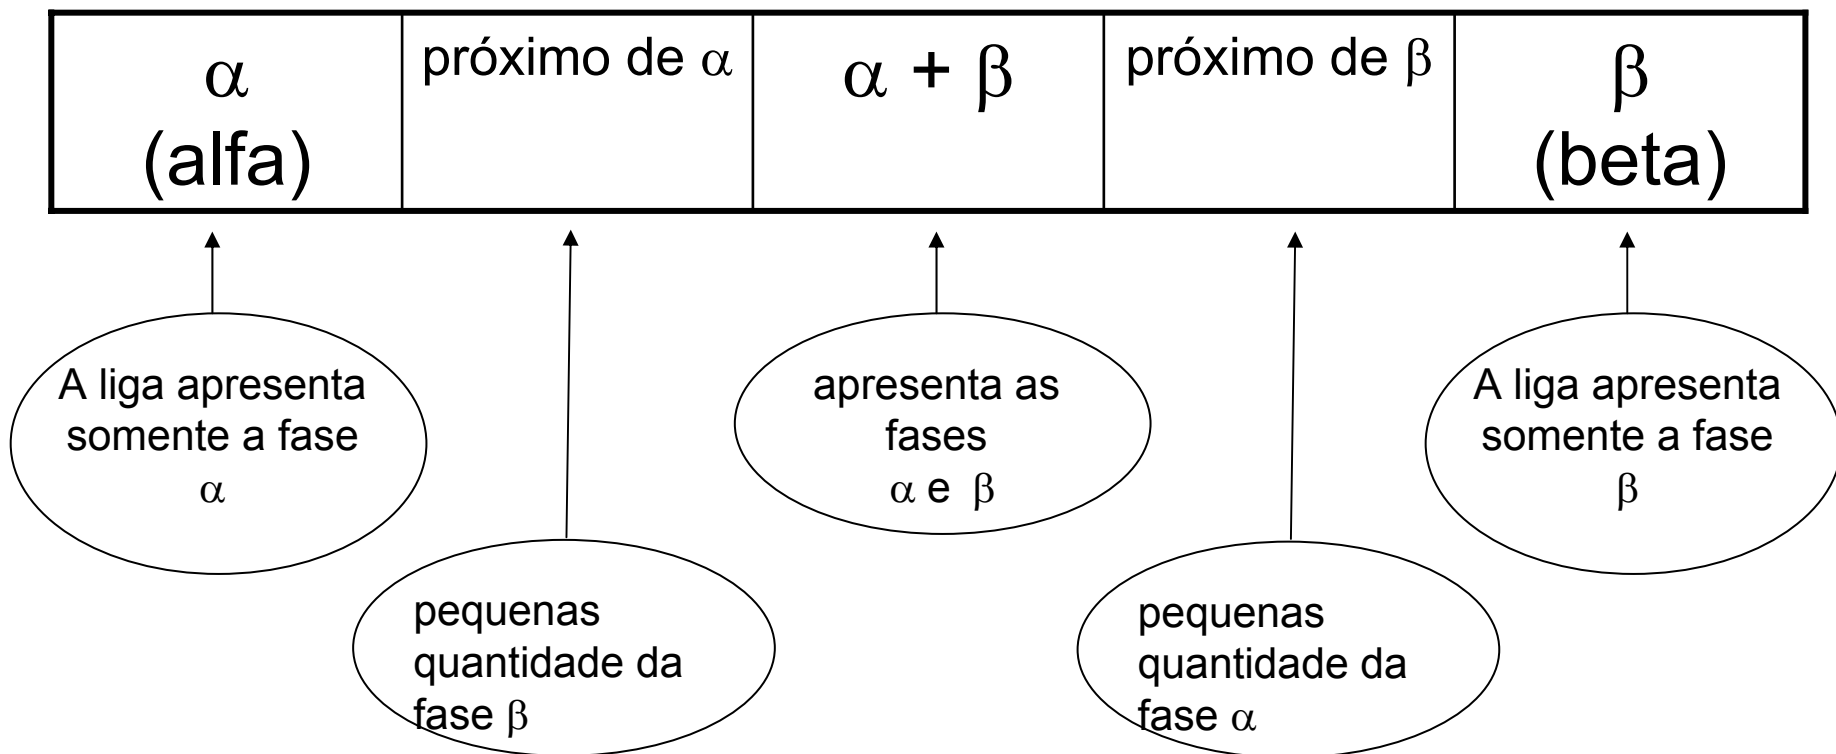 α
(alfa)
próximo de α
α + β
próximo de β
β
(beta)
A liga apresenta
somente a fase
α
pequenas
quantidade da
fase β
apresenta as
fases
α e β
pequenas
quantidade da
fase α
A liga apresenta
somente a fase
β